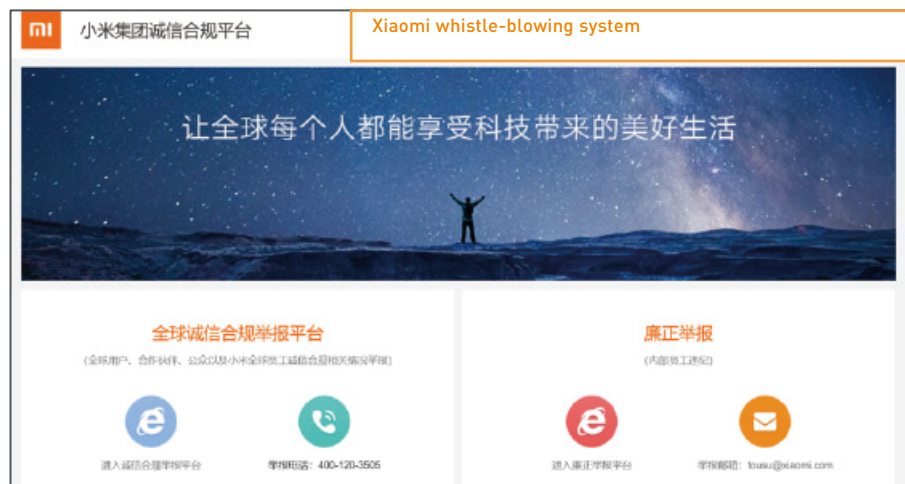 mi 小米集团诚信合规平台
Xiaomi whistle-blowing system
让全球每个人都能享受科技带来的美好生活
全球诚信合规举报平台
(全球用户、合作伙伴、公众以及小米全球员工诚信合规相关情况举报)
进入诚信合规举报平台
举报电话：400-120-3505
廉正举报
(内部员工违纪)
进入廉正举报平台
举报邮箱：tousu@xiaomi.com